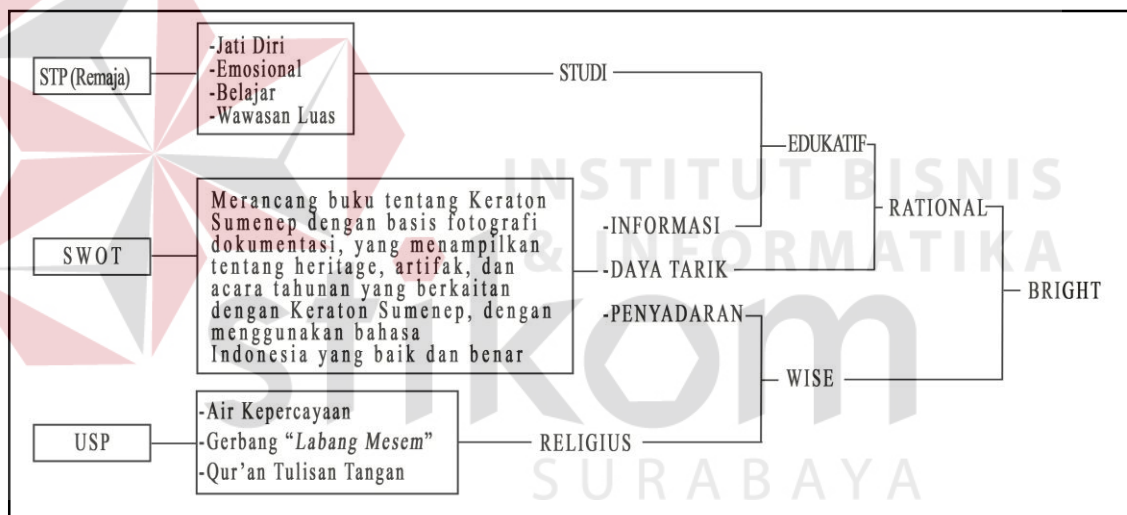 STP (Remaja)
-Jati Diri
-Emosional
-Belajar
-Wawasan Luas
STUDI
EDUKATIF
SWOT
Merancang buku tentang Keraton
Sumenep dengan basis fotografi
dokumentasi, yang menampilkan
tentang heritage, artifak, dan
acara tahunan yang berkaitan
dengan Keraton Sumenep, dengan
menggunakan bahasa
Indonesia yang baik dan benar
-INFORMASI
-DAYA TARIK
-PENYADARAN
RATIONAL
BRIGHT
WISE
USP
-Air Kepercayaan
-Gerbang “Labang Mesem”
-Qur’an Tulisan Tangan
RELIGIUS
INSTITUT BISNIS
& INFORMATIKA
stikom
SURABAYA